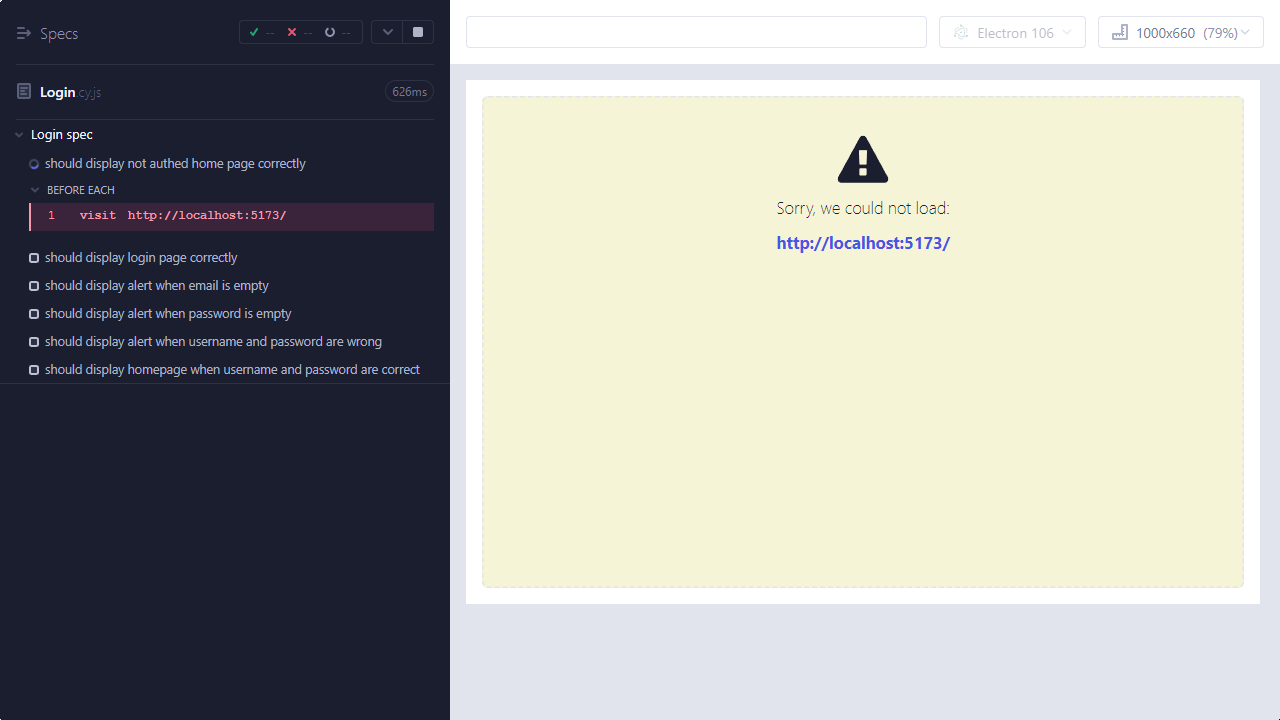 Specs
--
--
--
Login.cy.js
626ms
Login spec
should display not authed home page correctly
BEFORE EACH
1 visit http://localhost:5173/
should display login page correctly
should display alert when email is empty
should display alert when password is empty
should display alert when username and password are wrong
should display homepage when username and password are correct
Electron 106
1000x660 (79%)
Sorry, we could not load:
http://localhost:5173/